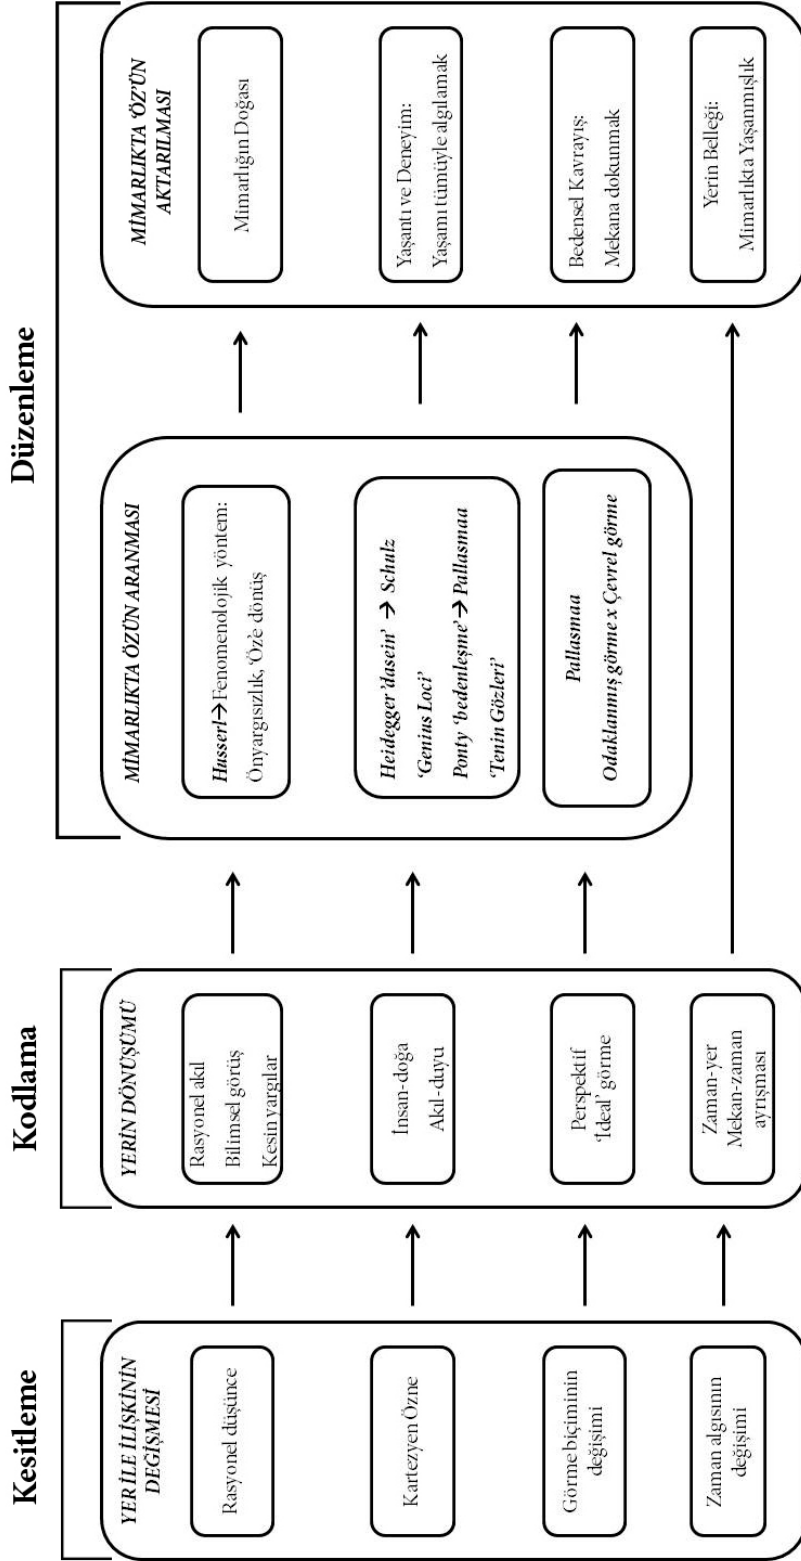 Kesitleme
YER İLE İLİŞKİNİN
DEĞİŞMESİ
Rasyonel düşünce
Kartezyen Özne
Görme biçiminin
değişimi
Zaman algısının
değişimi
Kodlama
YERİN DÖNÜŞÜMÜ
Rasyonel akıl
Bilimsel görüş
Kesin yargılar
İnsan-doğa
Akıl-duyu
Perspektif
‘İdeal’ görme
Zaman-yer
Mekan-zaman
ayrışması
Düzenleme
MİMARLIKTA ÖZÜN ARANMASI
Husserl→Fenomenolojik yöntem:
Önyargısızlık, ‘Öz’e dönüş
Heidegger ‘dasein’ → Schulz
‘Genius Loci’
Ponty ‘bedenleşme’→ Pallasmaa
‘Tenin Gözleri’
Pallasmaa
Odaklanmış görme x Çevrel görme
MİMARLIKTA ‘ÖZ’ÜN
AKTARILMASI
Mimarlığın Doğası
Yaşantı ve Deneyim:
Yaşamı tümüyle algılamak
Bedensel Kavrayış:
Mekana dokunmak
Yerin Belleği:
Mimarlıkta Yaşanmışlık